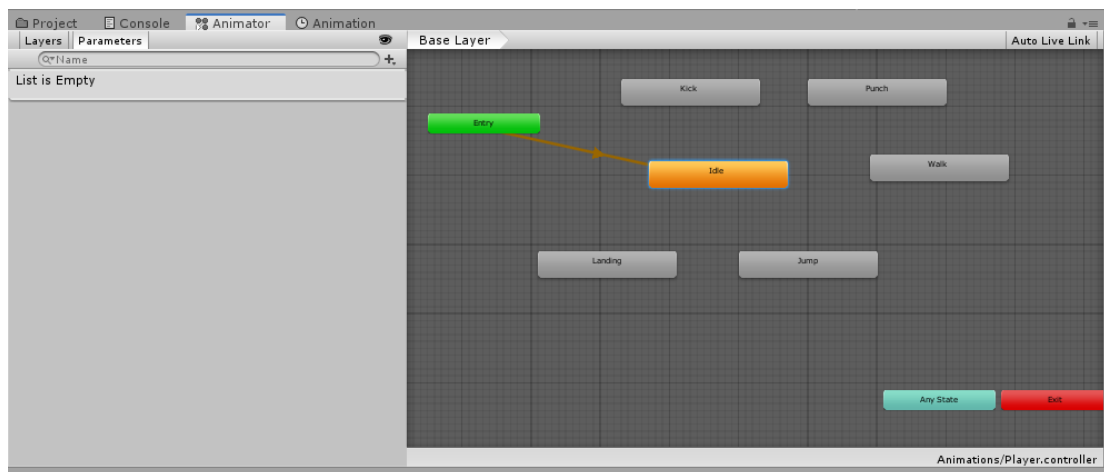 Project Console Animator Animation
Layers Parameters Base Layer Auto Live Link
Name
List is Empty
Kick Punch
Entry
Idle Walk
Landing Jump
Any State Exit
Animations/Player.controller